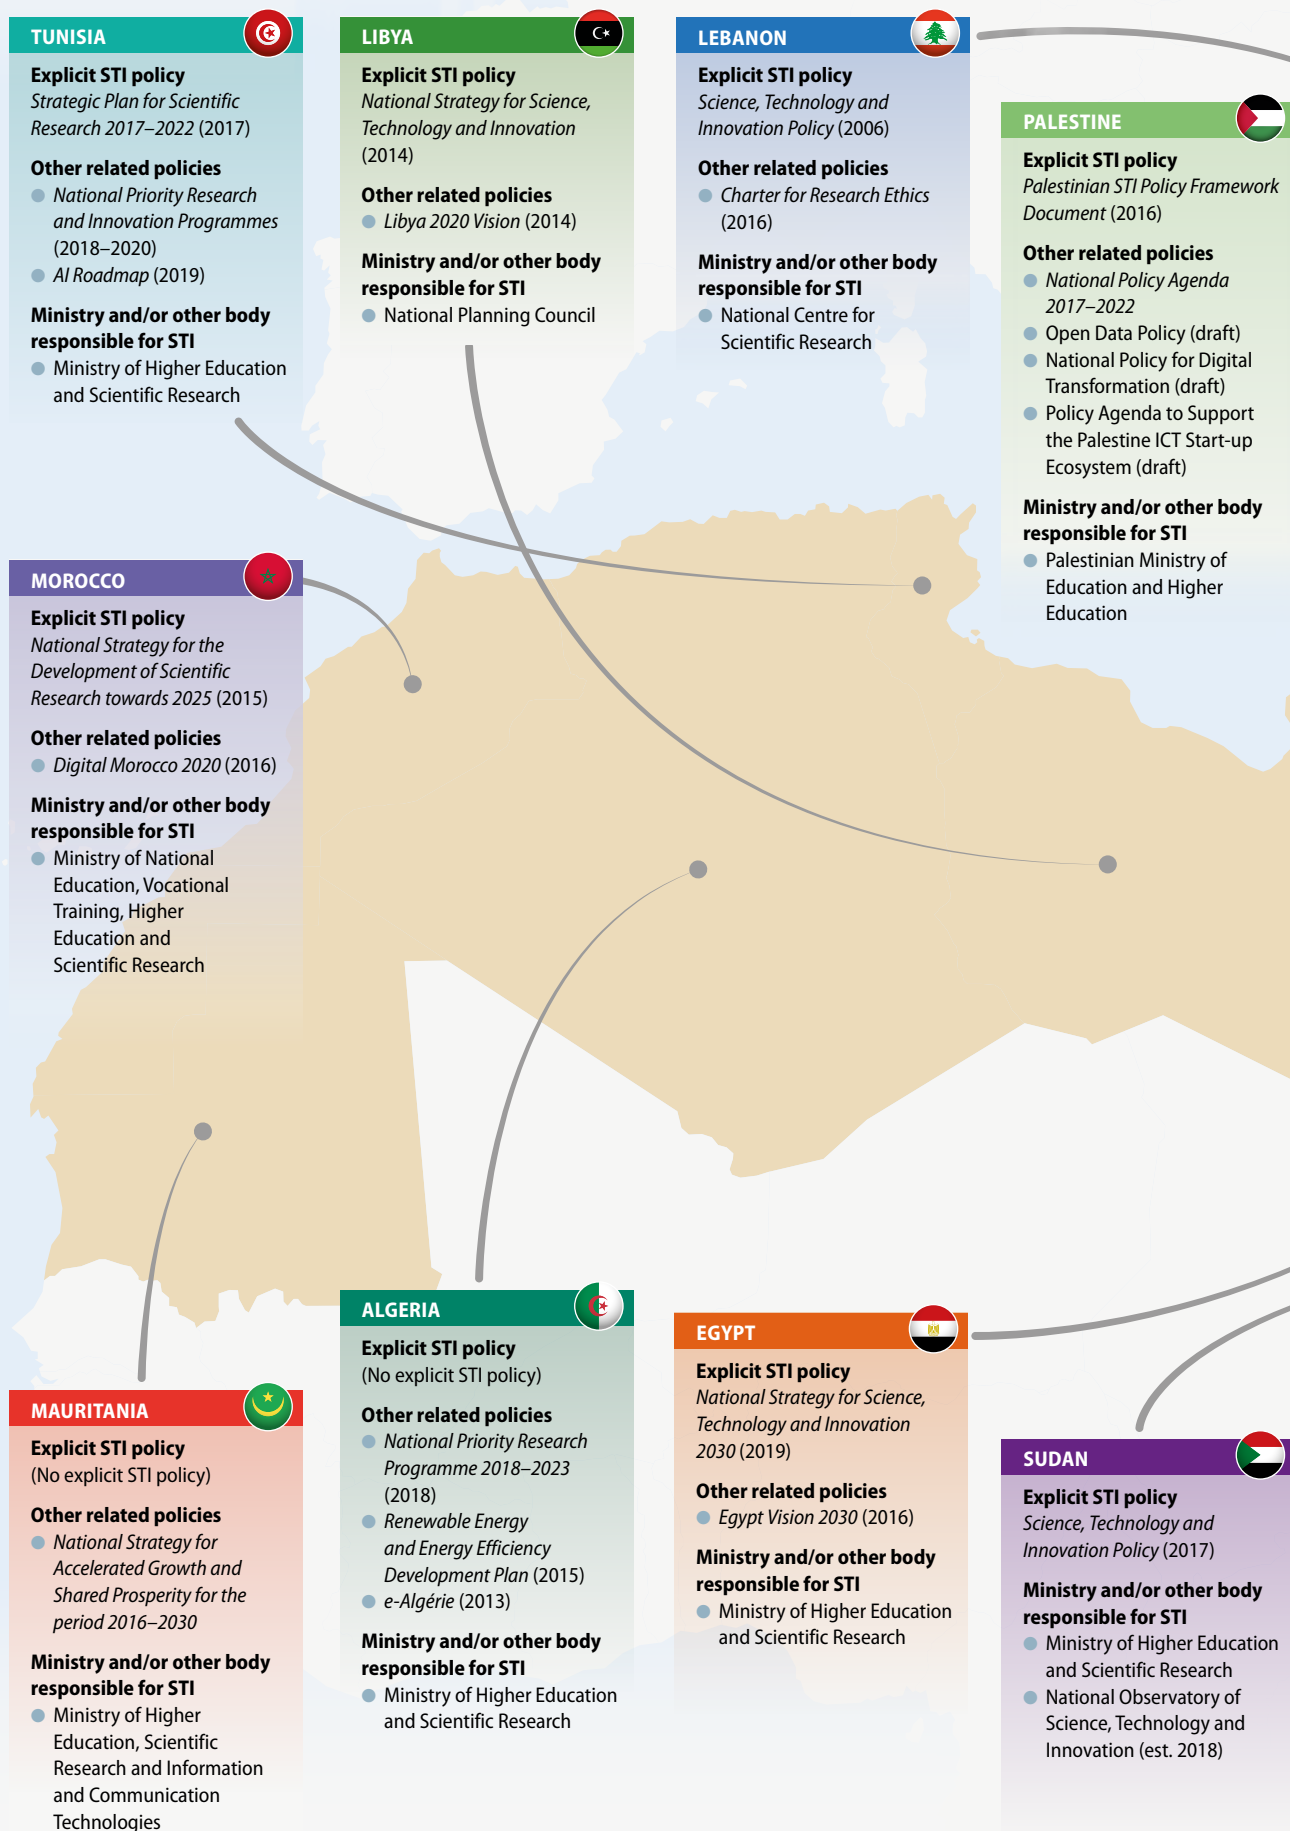 TUNISIA
Explicit STI policy
Strategic Plan for Scientific
Research 2017–2022 (2017)
Other related policies
National Priority Research
and Innovation Programmes
(2018–2020)
AI Roadmap (2019)
Ministry and/or other body
responsible for STI
Ministry of Higher Education
and Scientific Research
LIBYA
Explicit STI policy
National Strategy for Science,
Technology and Innovation
(2014)
Other related policies
Libya 2020 Vision (2014)
Ministry and/or other body
responsible for STI
National Planning Council
LEBANON
Explicit STI policy
Science, Technology and
Innovation Policy (2006)
Other related policies
Charter for Research Ethics
(2016)
Ministry and/or other body
responsible for STI
National Centre for
Scientific Research
PALESTINE
Explicit STI policy
Palestinian STI Policy Framework
Document (2016)
Other related policies
National Policy Agenda
2017–2022
Open Data Policy (draft)
National Policy for Digital
Transformation (draft)
Policy Agenda to Support
the Palestine ICT Start-up
Ecosystem (draft)
Ministry and/or other body
responsible for STI
Palestinian Ministry of
Education and Higher
Education
MOROCCO
Explicit STI policy
National Strategy for the
Development of Scientific
Research towards 2025 (2015)
Other related policies
Digital Morocco 2020 (2016)
Ministry and/or other body
responsible for STI
Ministry of National
Education, Vocational
Training, Higher
Education and
Scientific Research
MAURITANIA
Explicit STI policy
(No explicit STI policy)
Other related policies
National Strategy for
Accelerated Growth and
Shared Prosperity for the
period 2016–2030
Ministry and/or other body
responsible for STI
Ministry of Higher
Education, Scientific
Research and Information
and Communication
Technologies
ALGERIA
Explicit STI policy
(No explicit STI policy)
Other related policies
National Priority Research
Programme 2018–2023
(2018)
Renewable Energy
and Energy Efficiency
Development Plan (2015)
e-Algérie (2013)
Ministry and/or other body
responsible for STI
Ministry of Higher Education
and Scientific Research
EGYPT
Explicit STI policy
National Strategy for Science,
Technology and Innovation
2030 (2019)
Other related policies
Egypt Vision 2030 (2016)
Ministry and/or other body
responsible for STI
Ministry of Higher Education
and Scientific Research
SUDAN
Explicit STI policy
Science, Technology and
Innovation Policy (2017)
Ministry and/or other body
responsible for STI
Ministry of Higher Education
and Scientific Research
National Observatory of
Science, Technology and
Innovation (est. 2018)